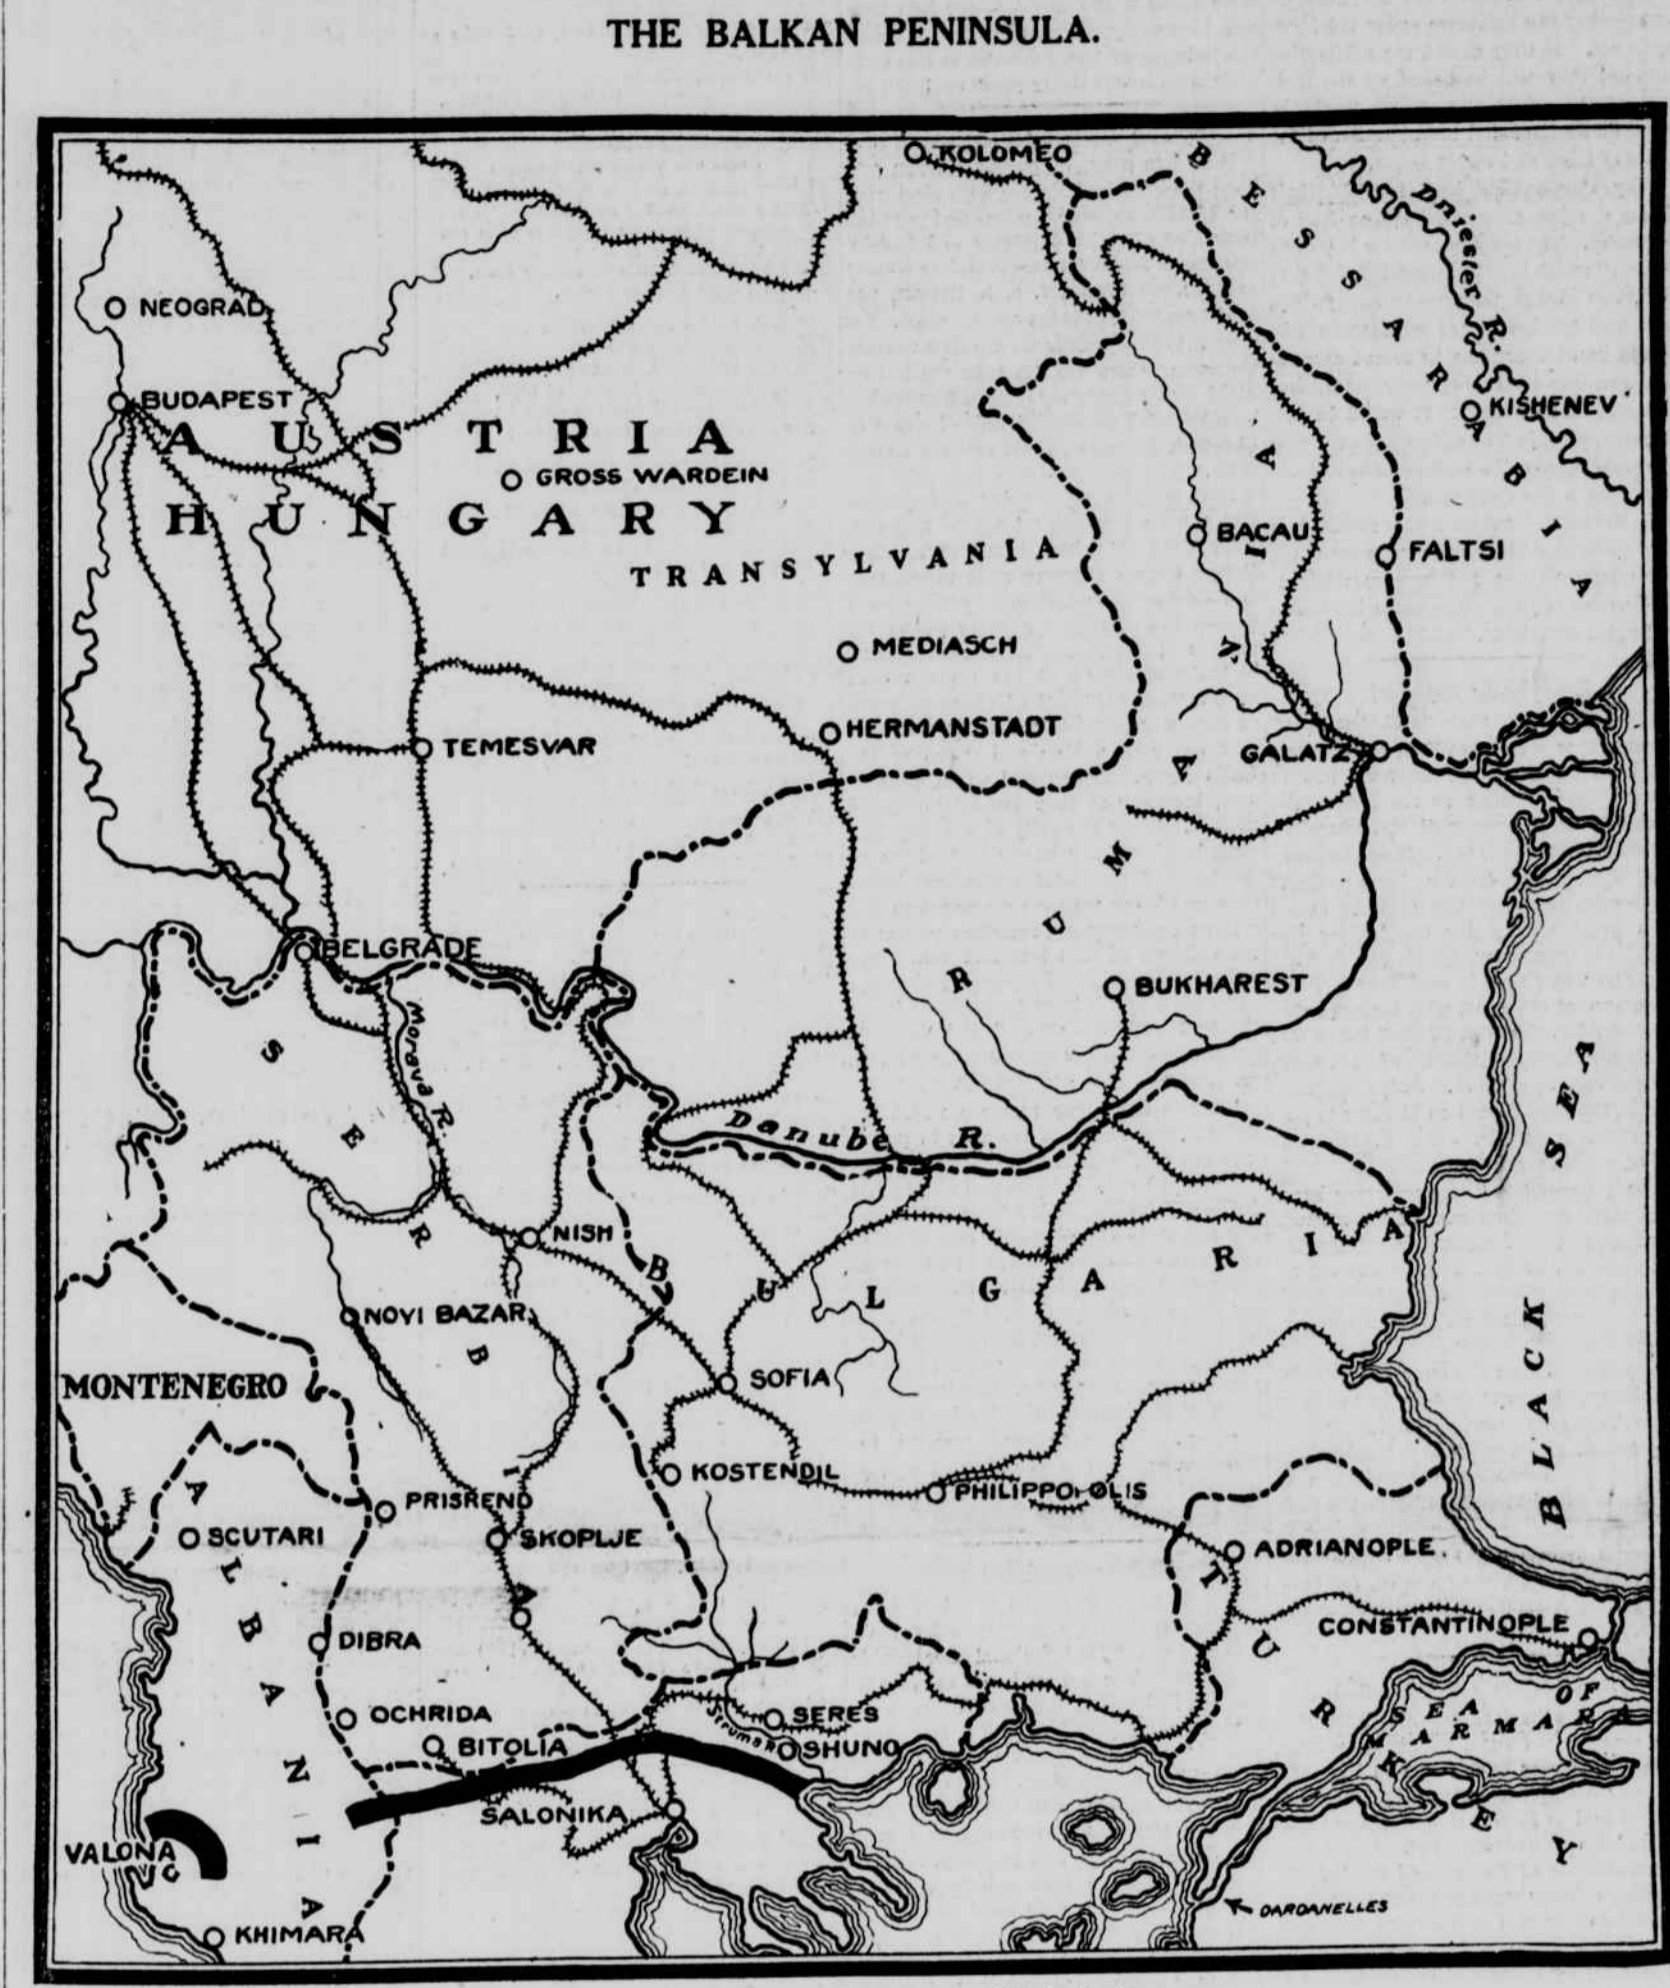 THE BALKAN PENINSULA.
KOLOMEO
BESSARABIA
Dniester R.
NEOGRAD
BUDAPEST
KISHENEV
AUSTRIA
GROSS WARDEIN
HUNGARY
TRANSYLVANIA
BACAU
FALTSI
MEDIASCH
HERMANSTADT
TEMESVAR
GALATZ
RUMAVIA
BELGRADE
BUKHAREST
Morava R.
SERBIA
Danube R.
BLACK SEA
NISH
BULGARIA
NOVI BAZAR
MONTENEGRO
SOFIA
KOSTENDIL
PHILIPPOPOLIS
PRISREND
SCUTARI
SKOPLJE
ADRIANOPLE.
ALBANIA
CONSTANTINOPLE
DIBRA
TURKEY
OCHRIDA
SERES
SEA OF
MARMARA
Struma R
BITOLIA
SHUNO
SALONIKA
VALONA
DARDANELLES
KHIMARA